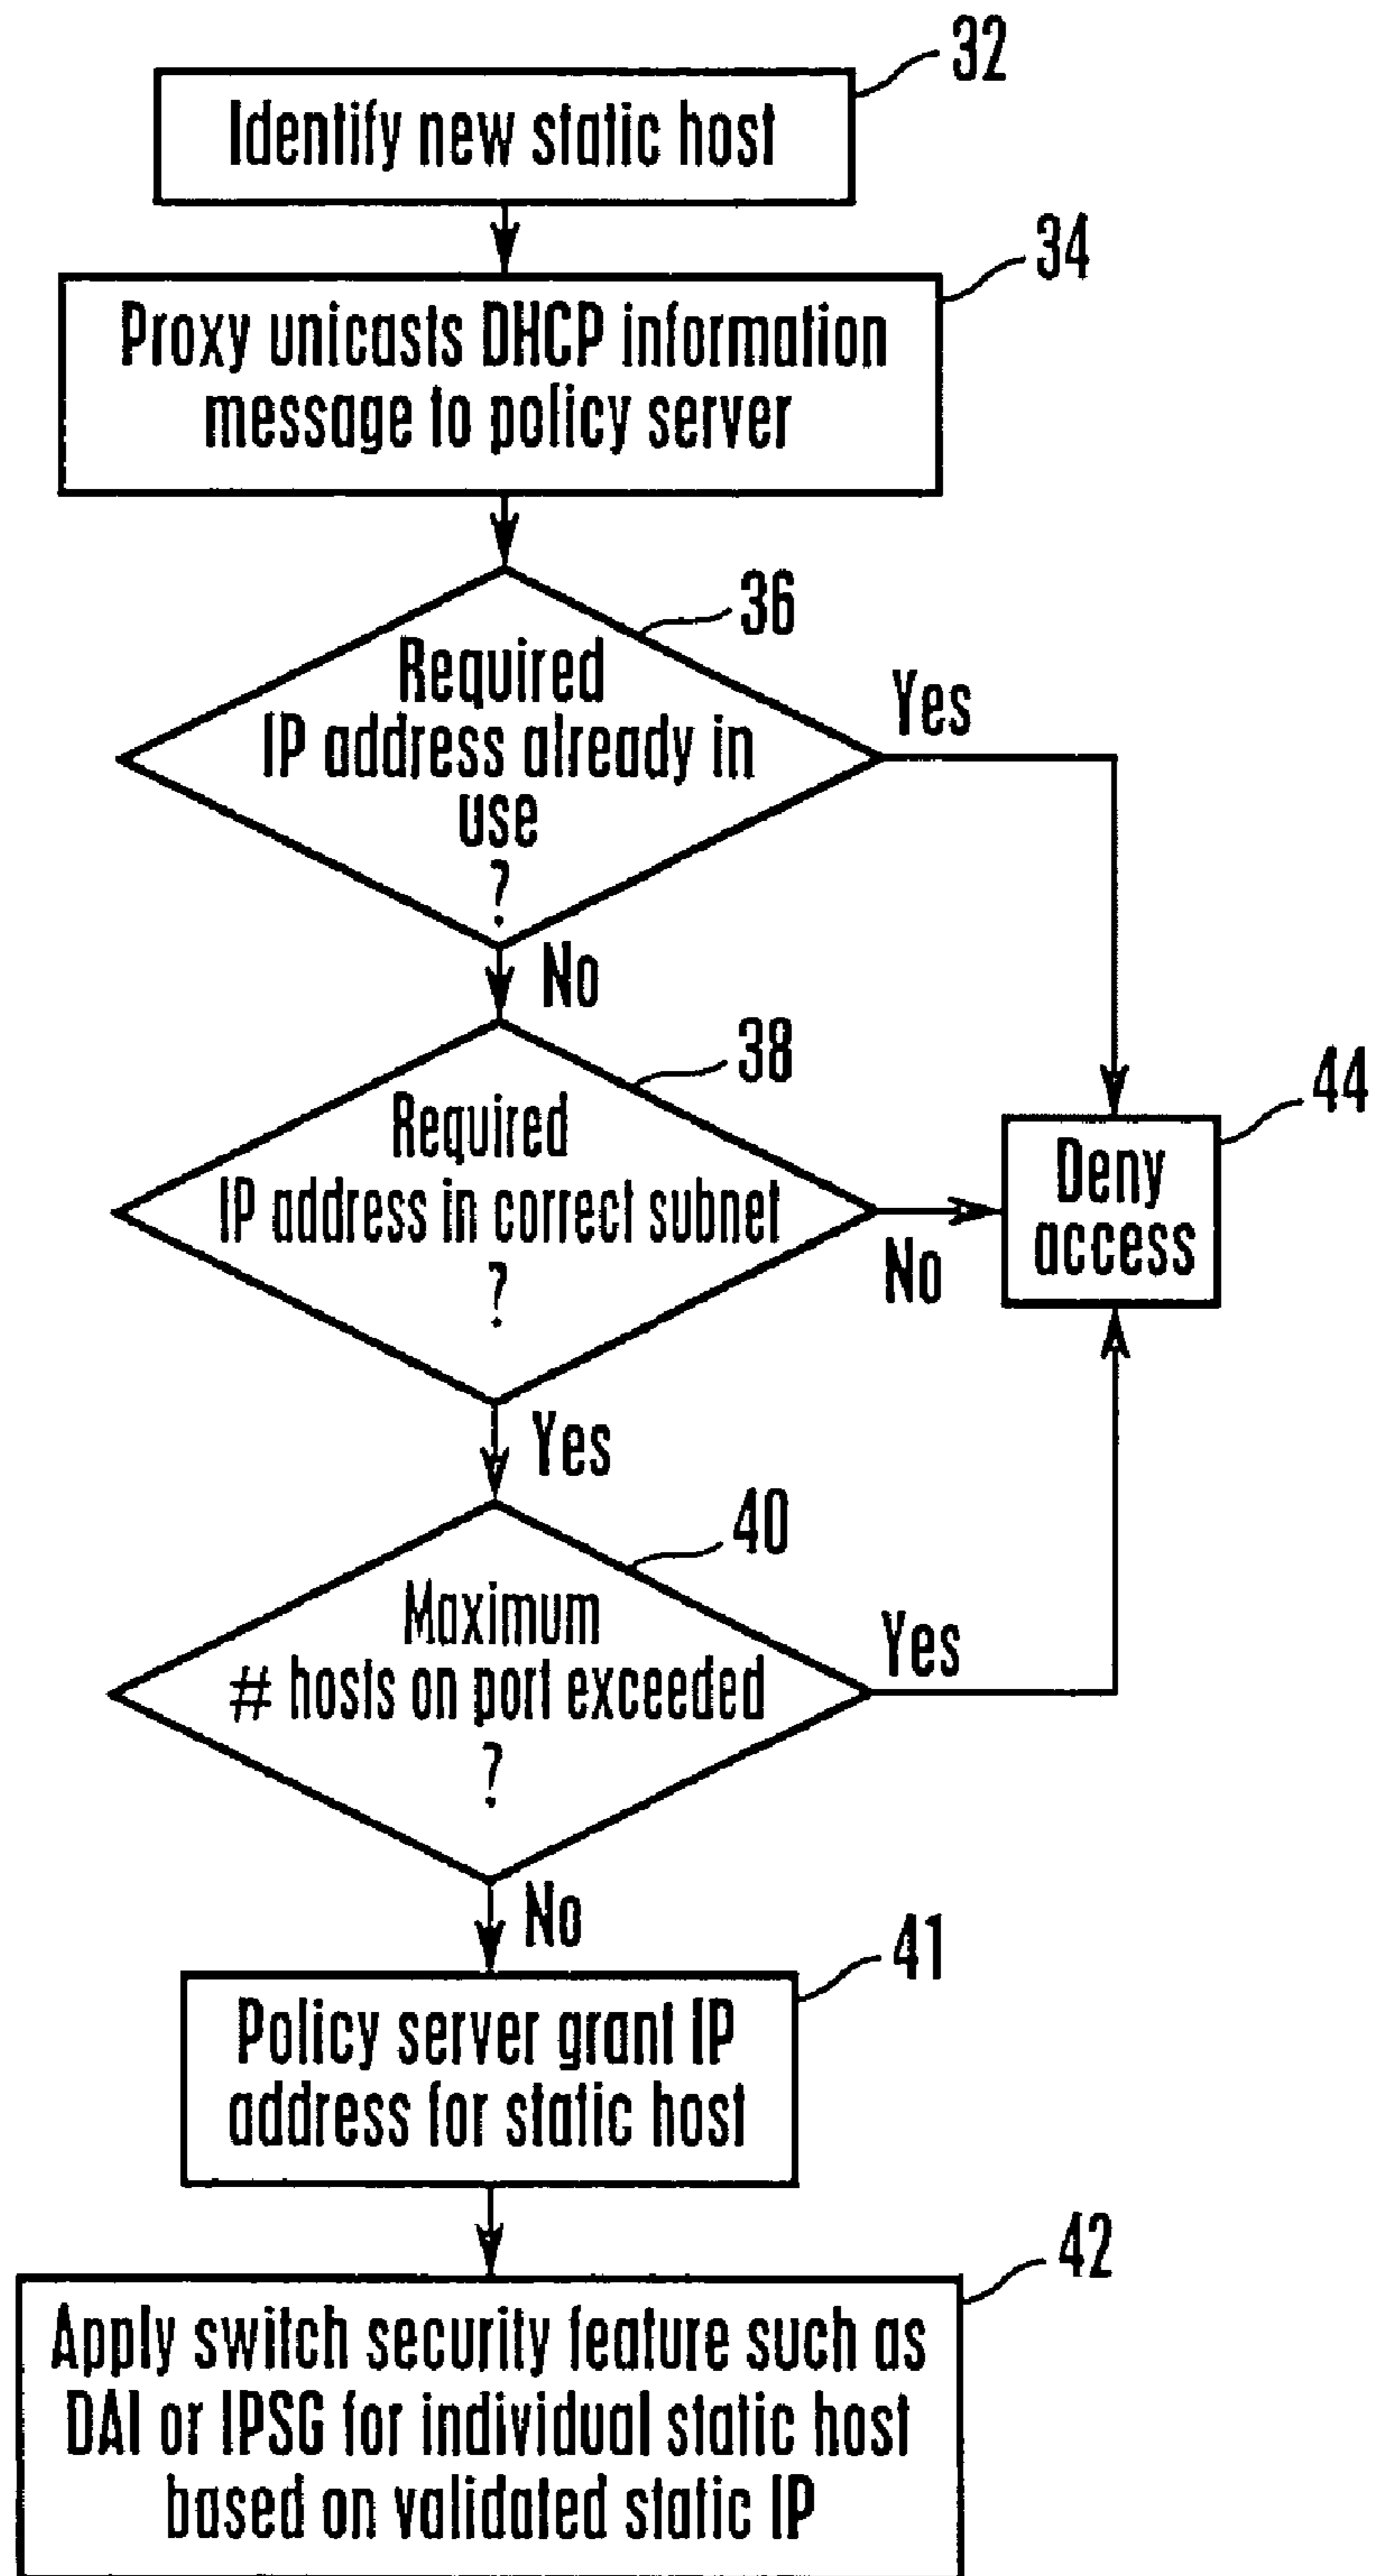 32
Identify new static host
34
Proxy unicasts DHCP information
message to policy server
36
Required
IP address already in
use
?
Yes
No
38
Required
IP address in correct subnet
?
No
44
Deny
access
Yes
40
Maximum
# hosts on port exceeded
?
Yes
No
41
Policy server grant IP
address for static host
42
Apply switch security feature such as
DAI or IPSG for individual static host
based on validated static IP